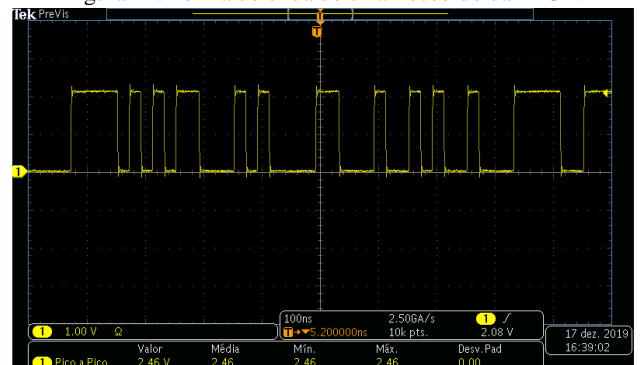 Tek PreVis
T
T
1
100ns 2.50GA/s 1
1 1.00 V Ω T 5.200000ns 10k pts. 2.08 V
17 dez. 2019
16:39:02
Valor Média Mín. Máx. Desv.Pad
1 Pico a Pico 2.46 V 2.46 2.46 2.46 0.00